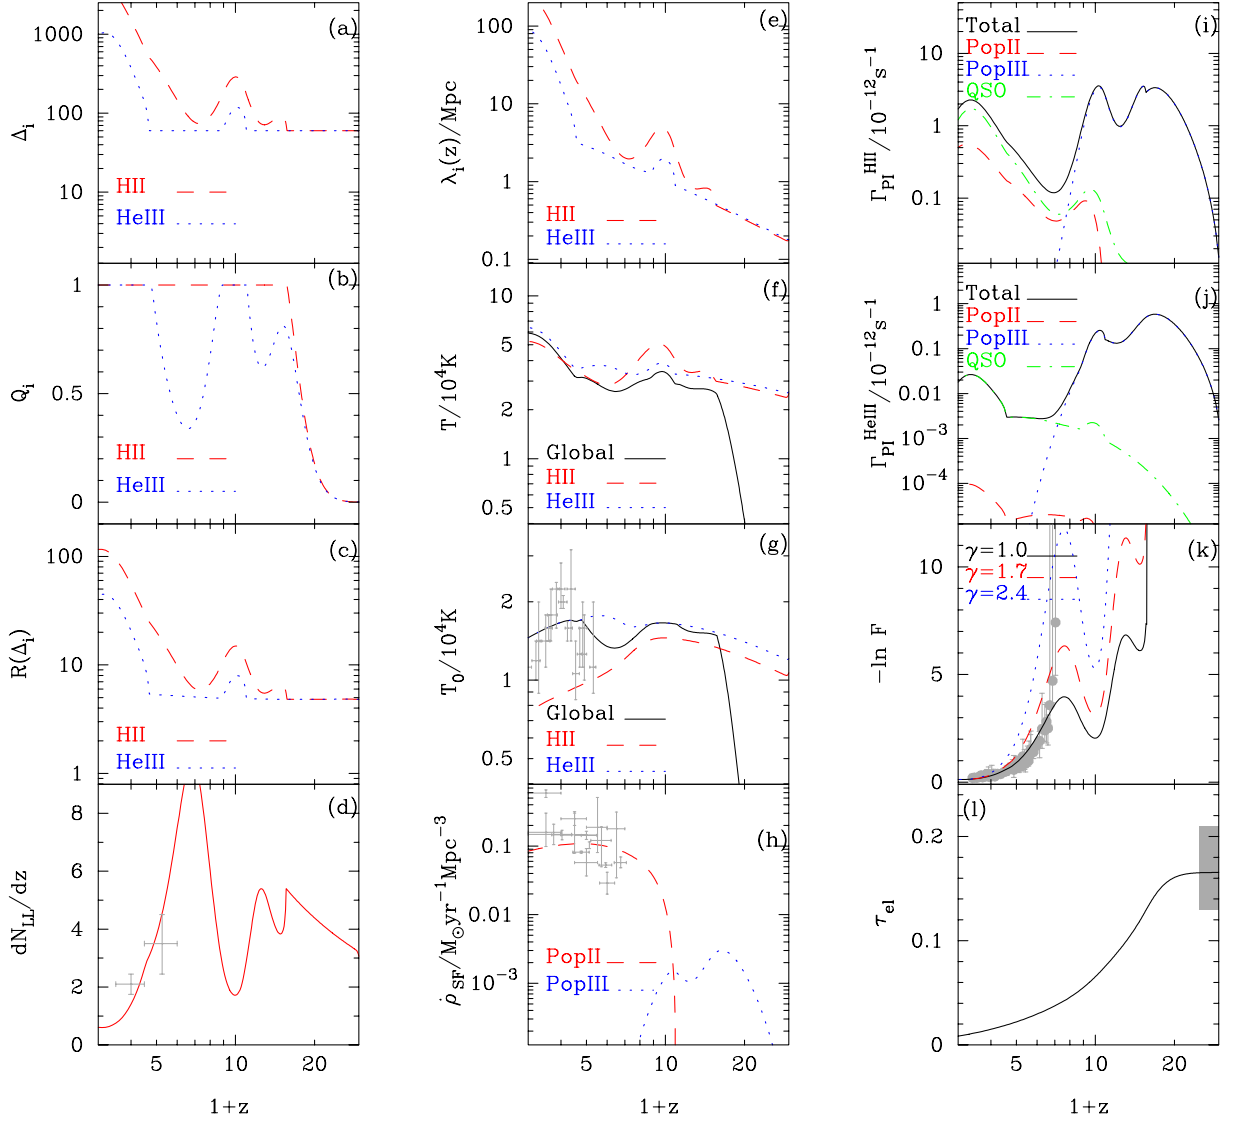 (a)
1000
100
10
Δi
HII
HeIII
(b)
1
0.5
0
Qi
HII
HeIII
(c)
100
10
1
R(Δi)
HII
HeIII
(d)
8
6
4
2
0
dNLL/dz
5 10 20
1+z
(e)
100
10
1
0.1
λi(z)/Mpc
HII
HeIII
(f)
10
5
2
1
0.5
T/10^4K
Global
HII
HeIII
(g)
2
1
0.5
T0/10^4K
Global
HII
HeIII
(h)
0.1
0.01
10^−3
ρ̇SF/M⊙yr^−1Mpc^−3
PopII
PopIII
5 10 20
1+z
(i)
Total
PopII
PopIII
QSO
10
1
0.1
ΓPI^HII/10^−12s^−1
(j)
Total
PopII
PopIII
QSO
1
0.1
0.01
10^−3
10^−4
ΓPI^HeIII/10^−12s^−1
(k)
γ=1.0
γ=1.7
γ=2.4
10
5
0
−ln F
(l)
0.2
0.1
0
τel
5 10 20
1+z